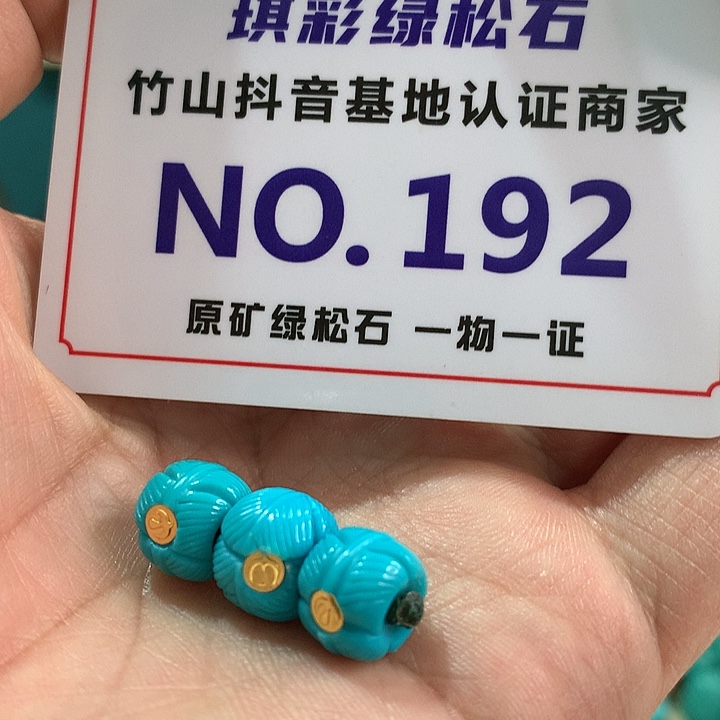 琪彩绿松石
竹山抖音基地认证商家
NO.192
原矿绿松石 一物一证